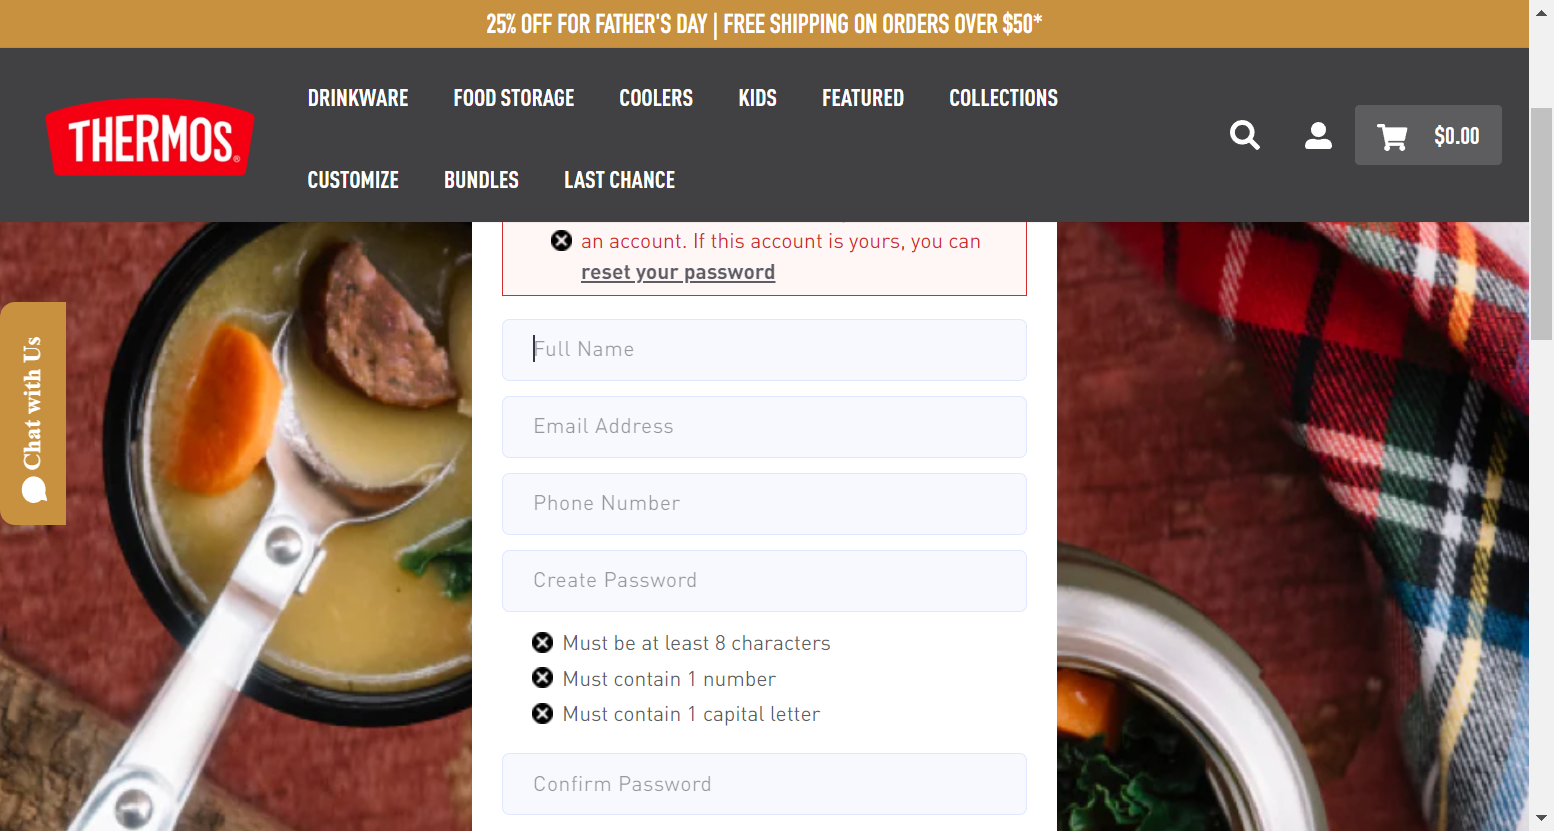 25% OFF FOR FATHER'S DAY | FREE SHIPPING ON ORDERS OVER $50*
THERMOS®
DRINKWARE FOOD STORAGE COOLERS KIDS FEATURED COLLECTIONS
CUSTOMIZE BUNDLES LAST CHANCE
$0.00
an account. If this account is yours, you can
reset your password
Full Name
Email Address
Phone Number
Create Password
Must be at least 8 characters
Must contain 1 number
Must contain 1 capital letter
Confirm Password
Chat with Us